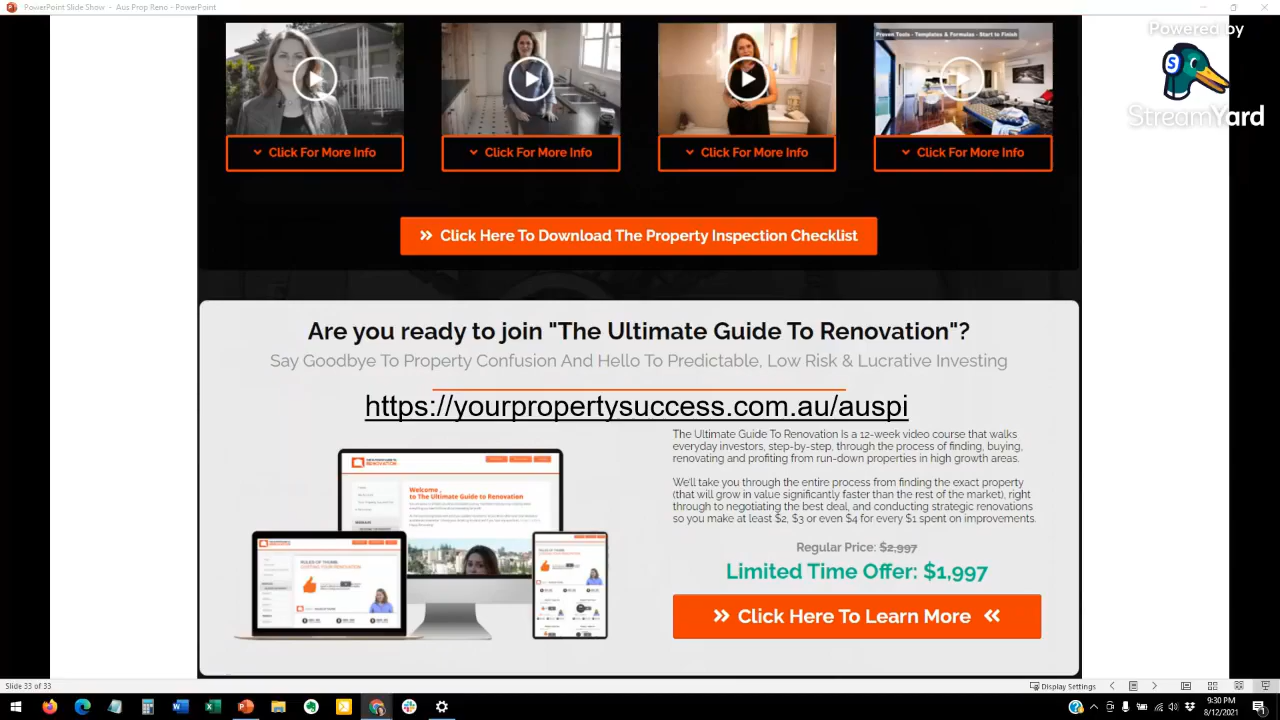 PowerPoint Slide Show - Aus Prop Reno - PowerPoint
Powered by
StreamYard
Proven Tools - Templates & Formulas - Start to Finish
Click For More Info
Click For More Info
Click For More Info
Click For More Info
Click Here To Download The Property Inspection Checklist
Are you ready to join "The Ultimate Guide To Renovation"?
Say Goodbye To Property Confusion And Hello To Predictable, Low Risk & Lucrative Investing
https://yourpropertysuccess.com.au/auspi
The Ultimate Guide To Renovation Is a 12-week video course that walks
everyday investors, step-by-step, through the process of finding, buying,
renovating and profiting from run-down properties in high growth areas.
We'll take you through the entire process from finding the exact property
(that will grow in value significantly faster than the rest of the market), right
through to negotiating the best deal, and conducting strategic renovations
so you make at least $2, $3 or even $4 for every $1 spent on improvements.
Regular Price: $2,997
Limited Time Offer: $1,997
Click Here To Learn More
RENOVATION
Welcome ,
to The Ultimate Guide to Renovation
RULES OF THUMB:
Slide 33 of 33
Display Settings
9:30 PM
8/12/2021